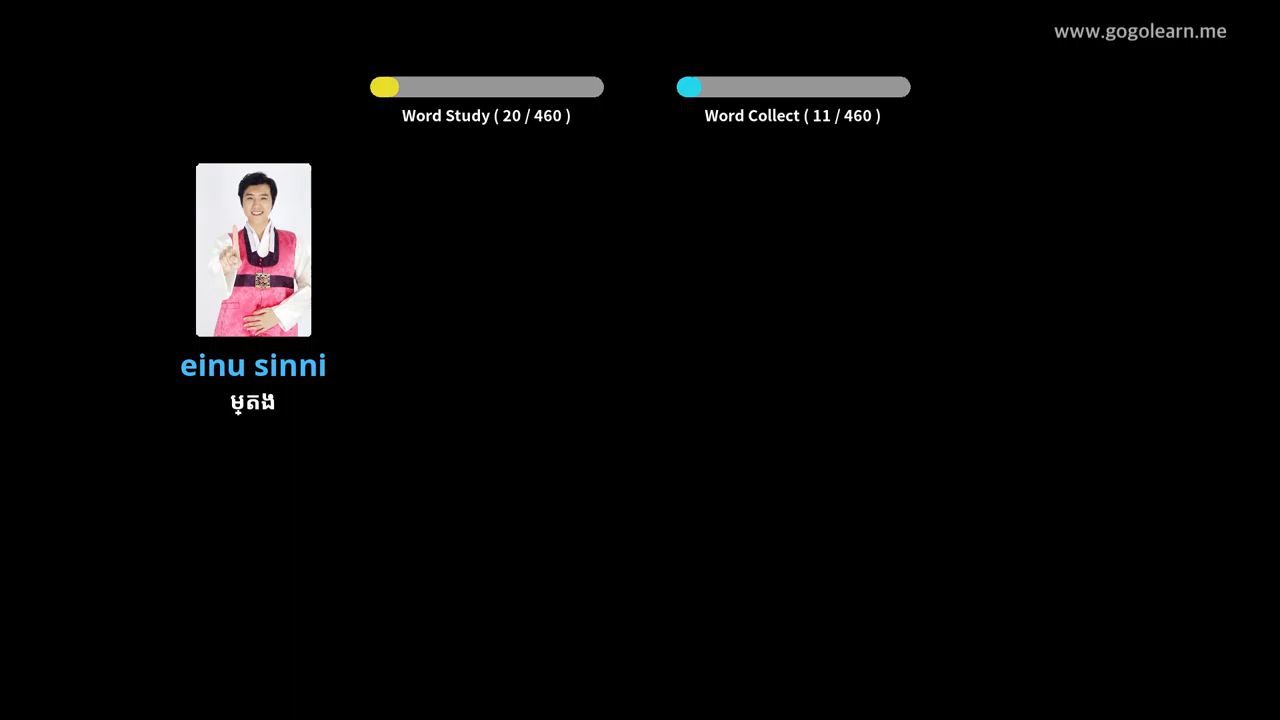 www.gogolearn.me
Word Study ( 20 / 460 )
Word Collect ( 11 / 460 )
einu sinni
ម្តង